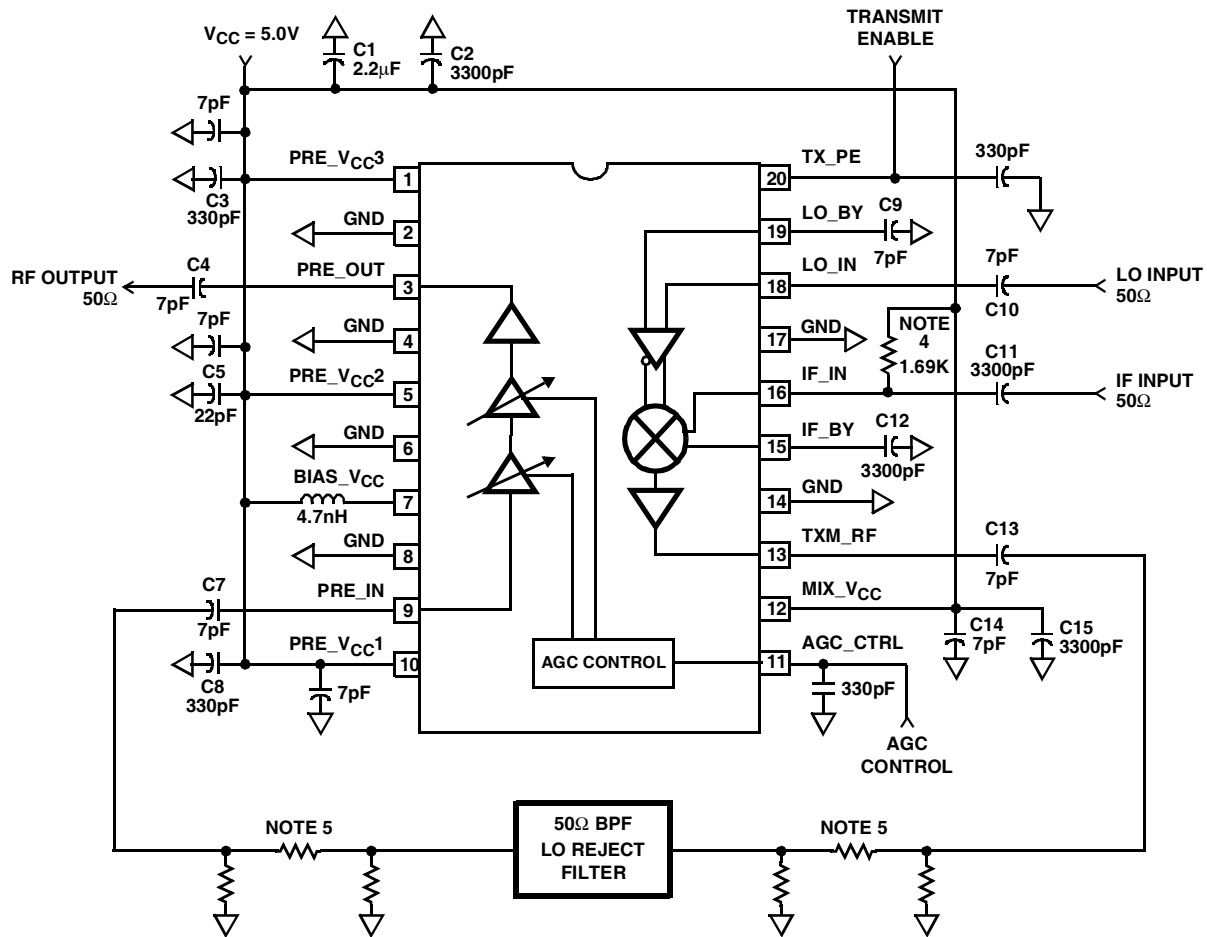 TRANSMIT
ENABLE
VCC = 5.0V
C1
2.2µF
C2
3300pF
7pF
C3
330pF
PRE_VCC3
1
GND
2
RF OUTPUT
50Ω
C4
7pF
PRE_OUT
3
7pF
GND
4
C5
22pF
PRE_VCC2
5
GND
6
BIAS_VCC
4.7nH
7
GND
8
C7
7pF
PRE_IN
9
C8
330pF
PRE_VCC1
10
7pF
AGC CONTROL
TX_PE
20
330pF
LO_BY
19
C9
7pF
LO_IN
18
7pF
C10
LO INPUT
50Ω
GND
17
NOTE
4
1.69K
IF_IN
16
C11
3300pF
IF INPUT
50Ω
IF_BY
15
C12
3300pF
GND
14
TXM_RF
13
C13
7pF
MIX_VCC
12
C14
7pF
C15
3300pF
AGC_CTRL
11
330pF
AGC
CONTROL
NOTE 5
50Ω BPF
LO REJECT
FILTER
NOTE 5